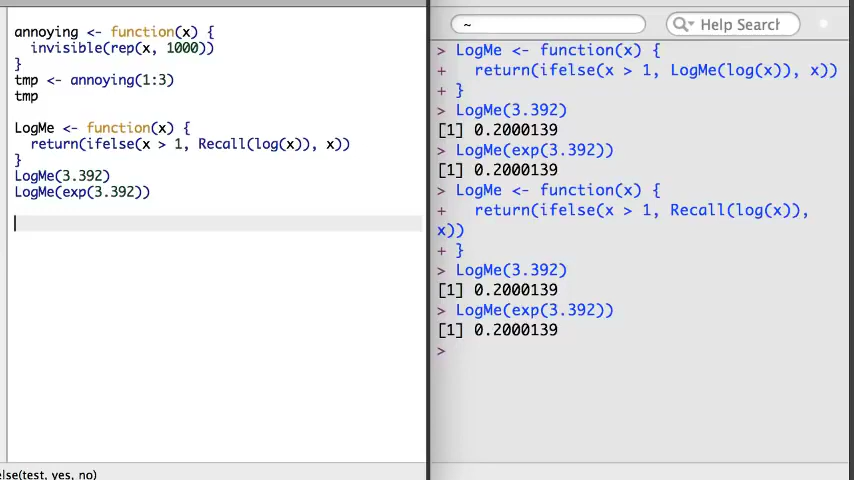 annoying <- function(x) {
  invisible(rep(x, 1000))
}
tmp <- annoying(1:3)
tmp
LogMe <- function(x) {
  return(ifelse(x > 1, Recall(log(x)), x))
}
LogMe(3.392)
LogMe(exp(3.392))
else(test, yes, no)
~
Help Search
> LogMe <- function(x) {
+   return(ifelse(x > 1, LogMe(log(x)), x))
+ }
> LogMe(3.392)
[1] 0.2000139
> LogMe(exp(3.392))
[1] 0.2000139
> LogMe <- function(x) {
+   return(ifelse(x > 1, Recall(log(x)),
x))
+ }
> LogMe(3.392)
[1] 0.2000139
> LogMe(exp(3.392))
[1] 0.2000139
>